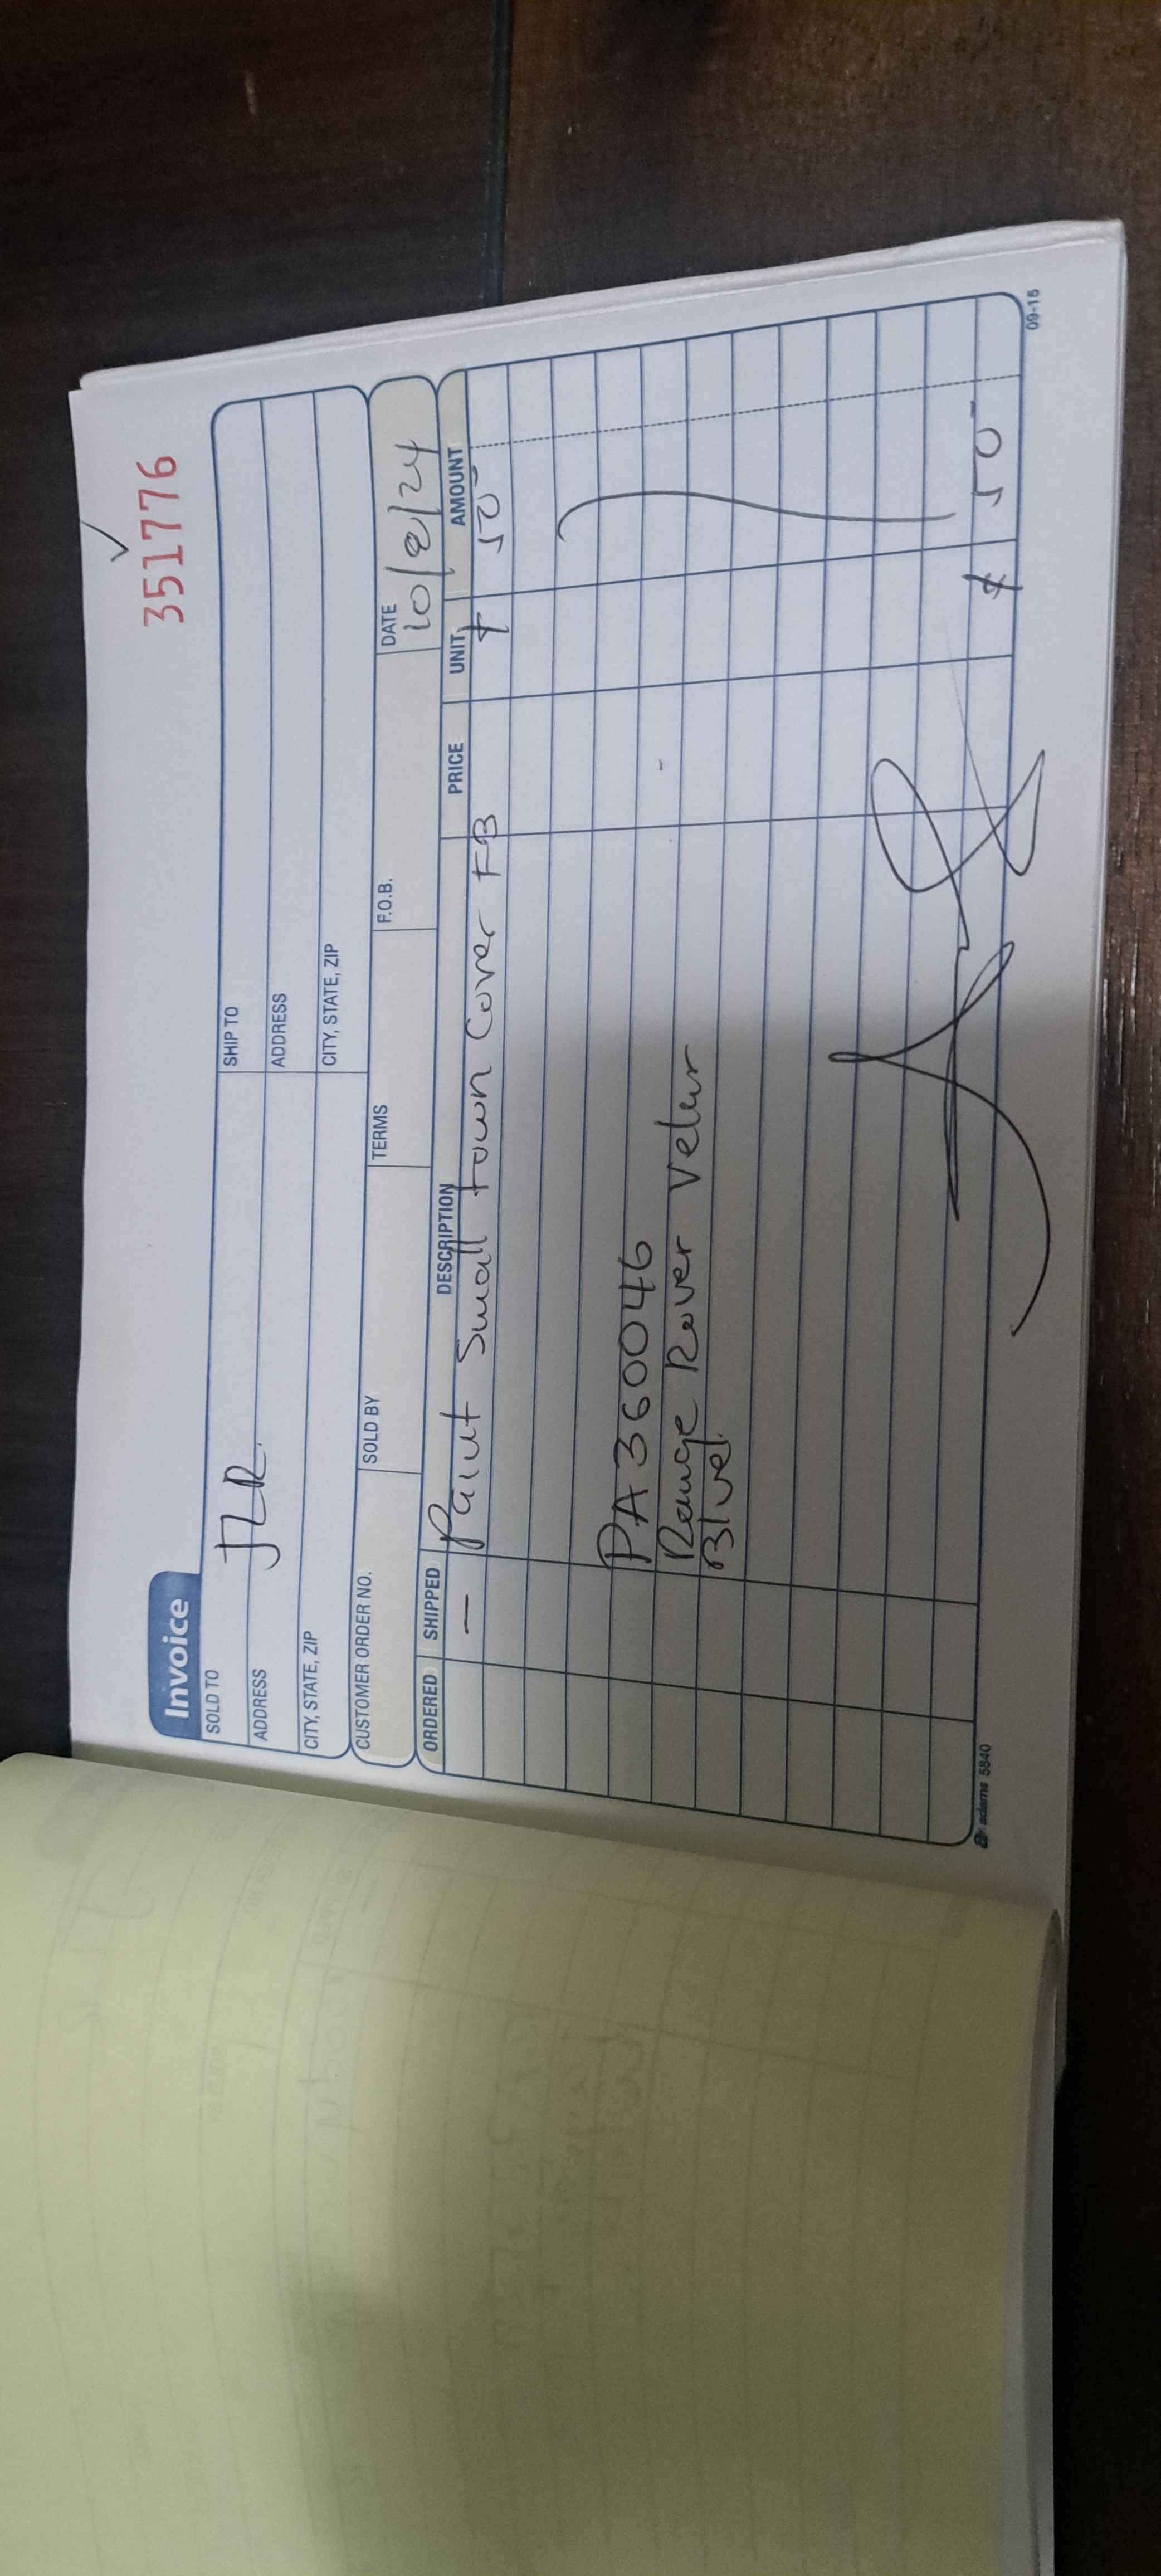 351776
Invoice
SOLD TO
JLR
SHIP TO
ADDRESS
ADDRESS
CITY, STATE, ZIP
CITY, STATE, ZIP
CUSTOMER ORDER NO. SOLD BY TERMS F.O.B. DATE
10/8/24
ORDERED SHIPPED DESCRIPTION PRICE UNIT AMOUNT
— Paint Small town Cover FB $ 50
PA360046
Range Rover Velar
Blue
$ 50
adams 5840
09-15